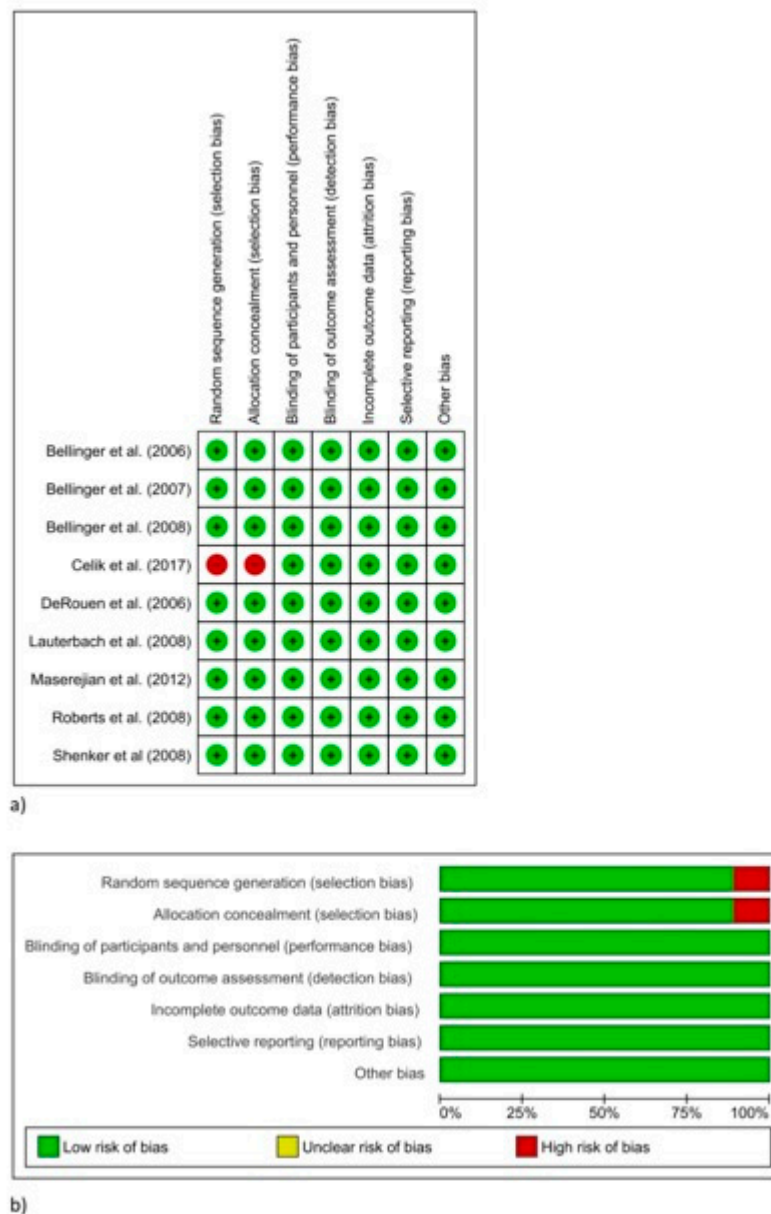 Random sequence generation (selection bias)
Allocation concealment (selection bias)
Blinding of participants and personnel (performance bias)
Blinding of outcome assessment (detection bias)
Incomplete outcome data (attrition bias)
Selective reporting (reporting bias)
Other bias
Bellinger et al. (2006)
Bellinger et al. (2007)
Bellinger et al. (2008)
Celik et al. (2017)
DeRouen et al. (2006)
Lauterbach et al. (2008)
Maserejian et al. (2012)
Roberts et al. (2008)
Shenker et al (2008)
a)
Random sequence generation (selection bias)
Allocation concealment (selection bias)
Blinding of participants and personnel (performance bias)
Blinding of outcome assessment (detection bias)
Incomplete outcome data (attrition bias)
Selective reporting (reporting bias)
Other bias
0% 25% 50% 75% 100%
Low risk of bias Unclear risk of bias High risk of bias
b)